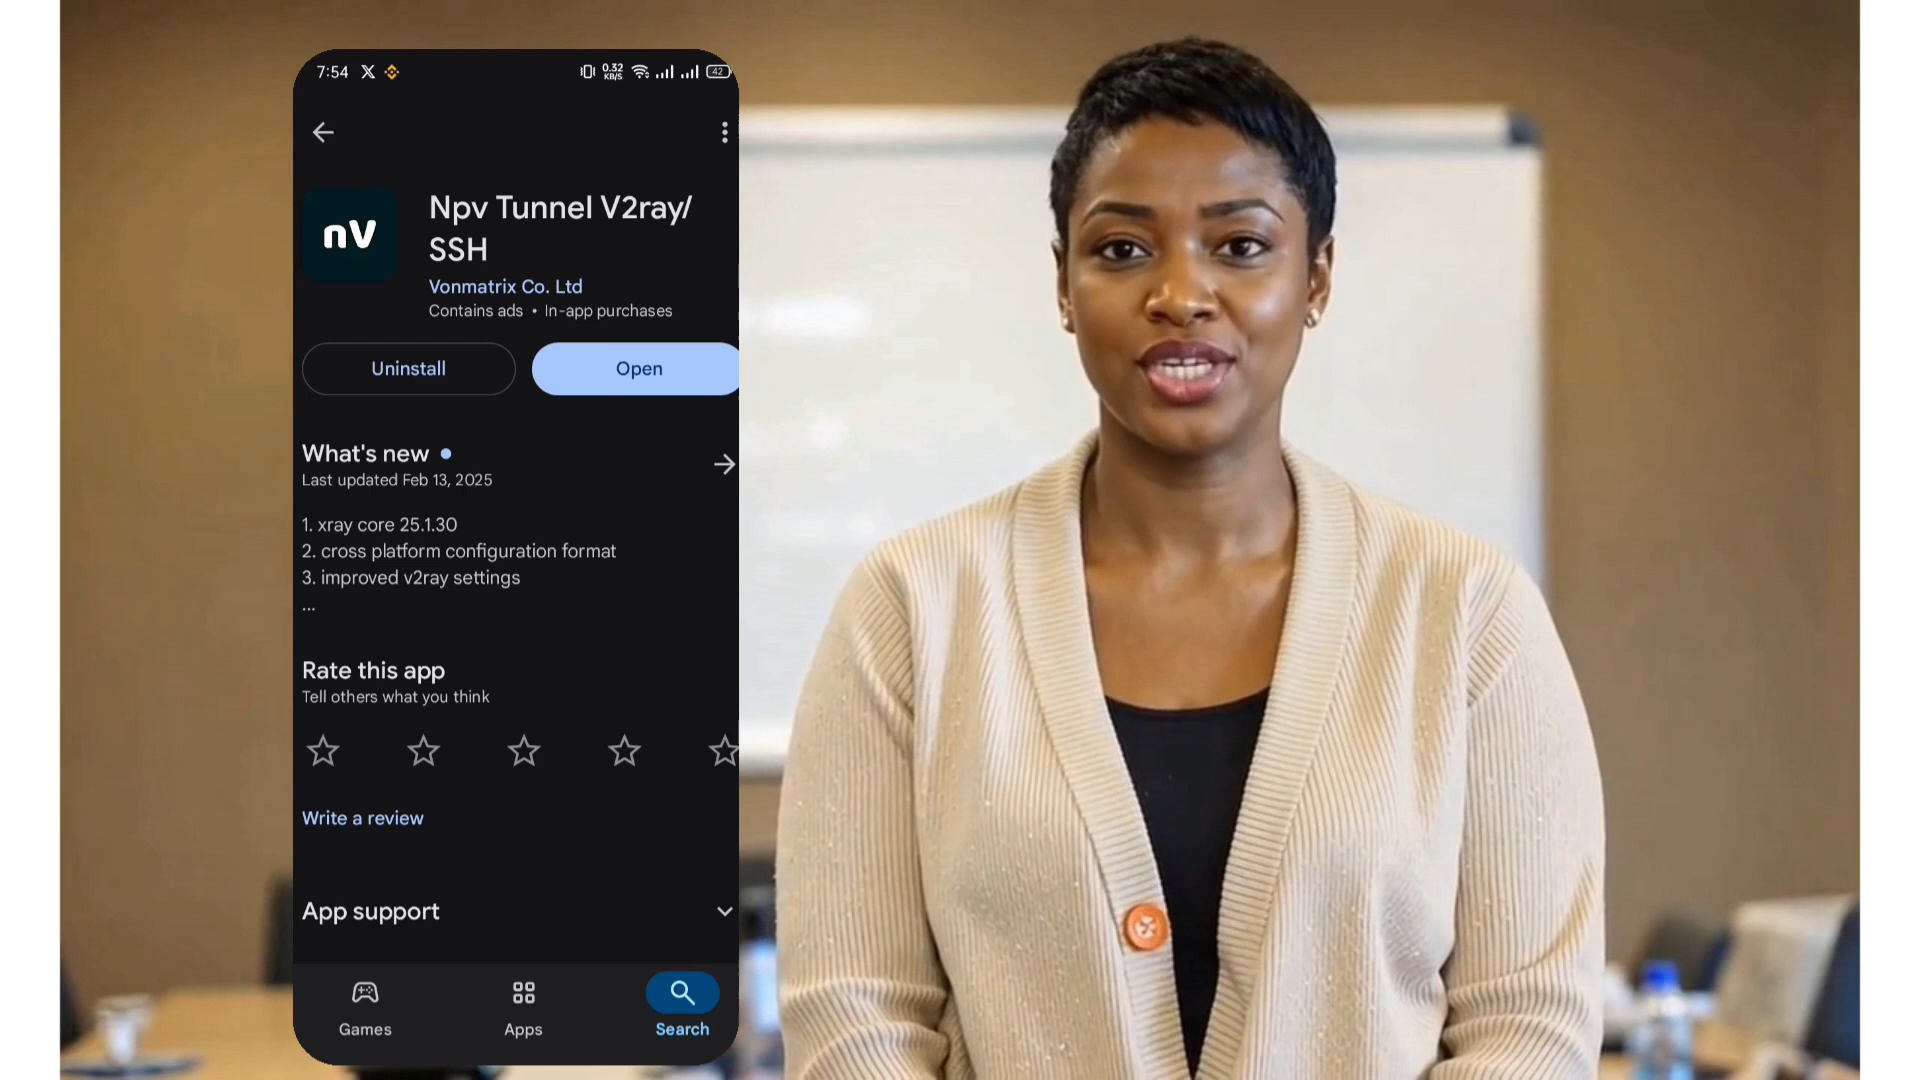 7:54
0.32
KB/S
42
nV
Npv Tunnel V2ray/
SSH
Vonmatrix Co. Ltd
Contains ads • In-app purchases
Uninstall
Open
What's new
Last updated Feb 13, 2025
1. xray core 25.1.30
2. cross platform configuration format
3. improved v2ray settings
...
Rate this app
Tell others what you think
Write a review
App support
Games
Apps
Search